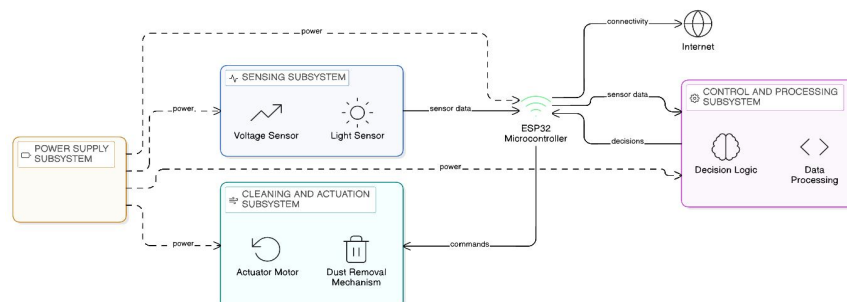 power
connectivity
Internet
SENSING SUBSYSTEM
Voltage Sensor
Light Sensor
power
sensor data
ESP32
Microcontroller
sensor data
decisions
CONTROL AND PROCESSING
SUBSYSTEM
Decision Logic
Data
Processing
POWER SUPPLY
SUBSYSTEM
power
CLEANING AND ACTUATION
SUBSYSTEM
power
commands
Actuator Motor
Dust Removal
Mechanism